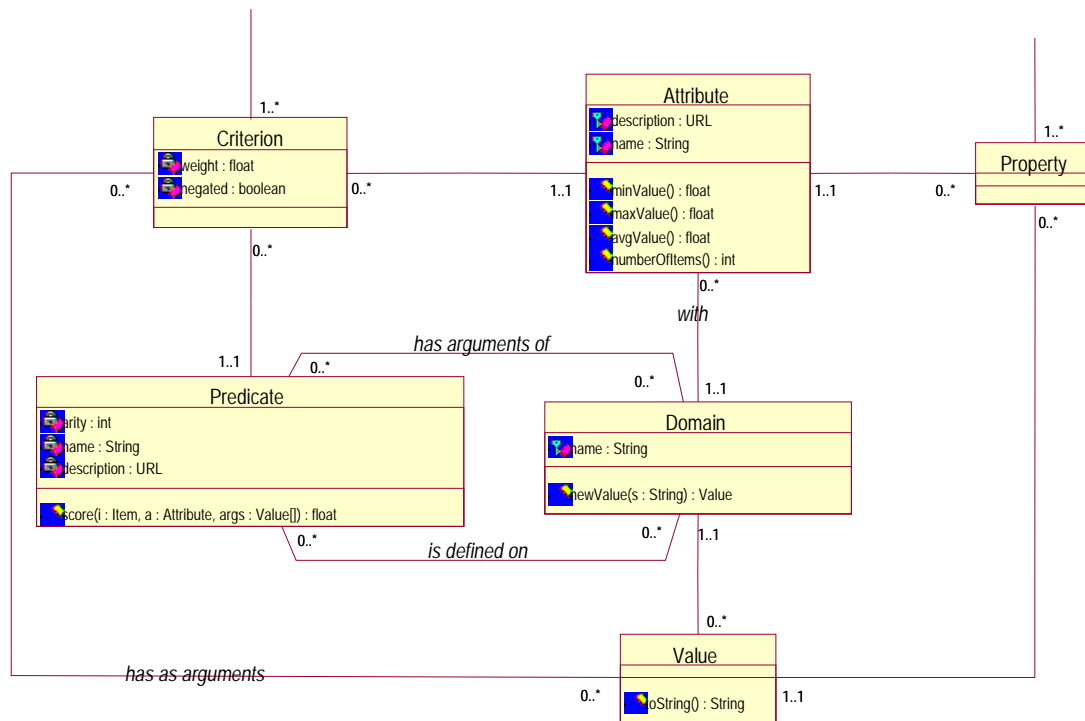 1..*
Criterion
weight : float
negated : boolean
0..*
0..*
0..*
Attribute
description : URL
name : String
minValue() : float
maxValue() : float
avgValue() : float
numberOfItems() : int
1..1
1..1
0..*
with
1..*
Property
0..*
0..*
has arguments of
1..1
0..*
0..*
1..1
Predicate
arity : int
name : String
description : URL
score(i : Item, a : Attribute, args : Value[]) : float
Domain
name : String
newValue(s : String) : Value
0..*
is defined on
0..*
1..1
0..*
Value
toString() : String
has as arguments
0..*
1..1